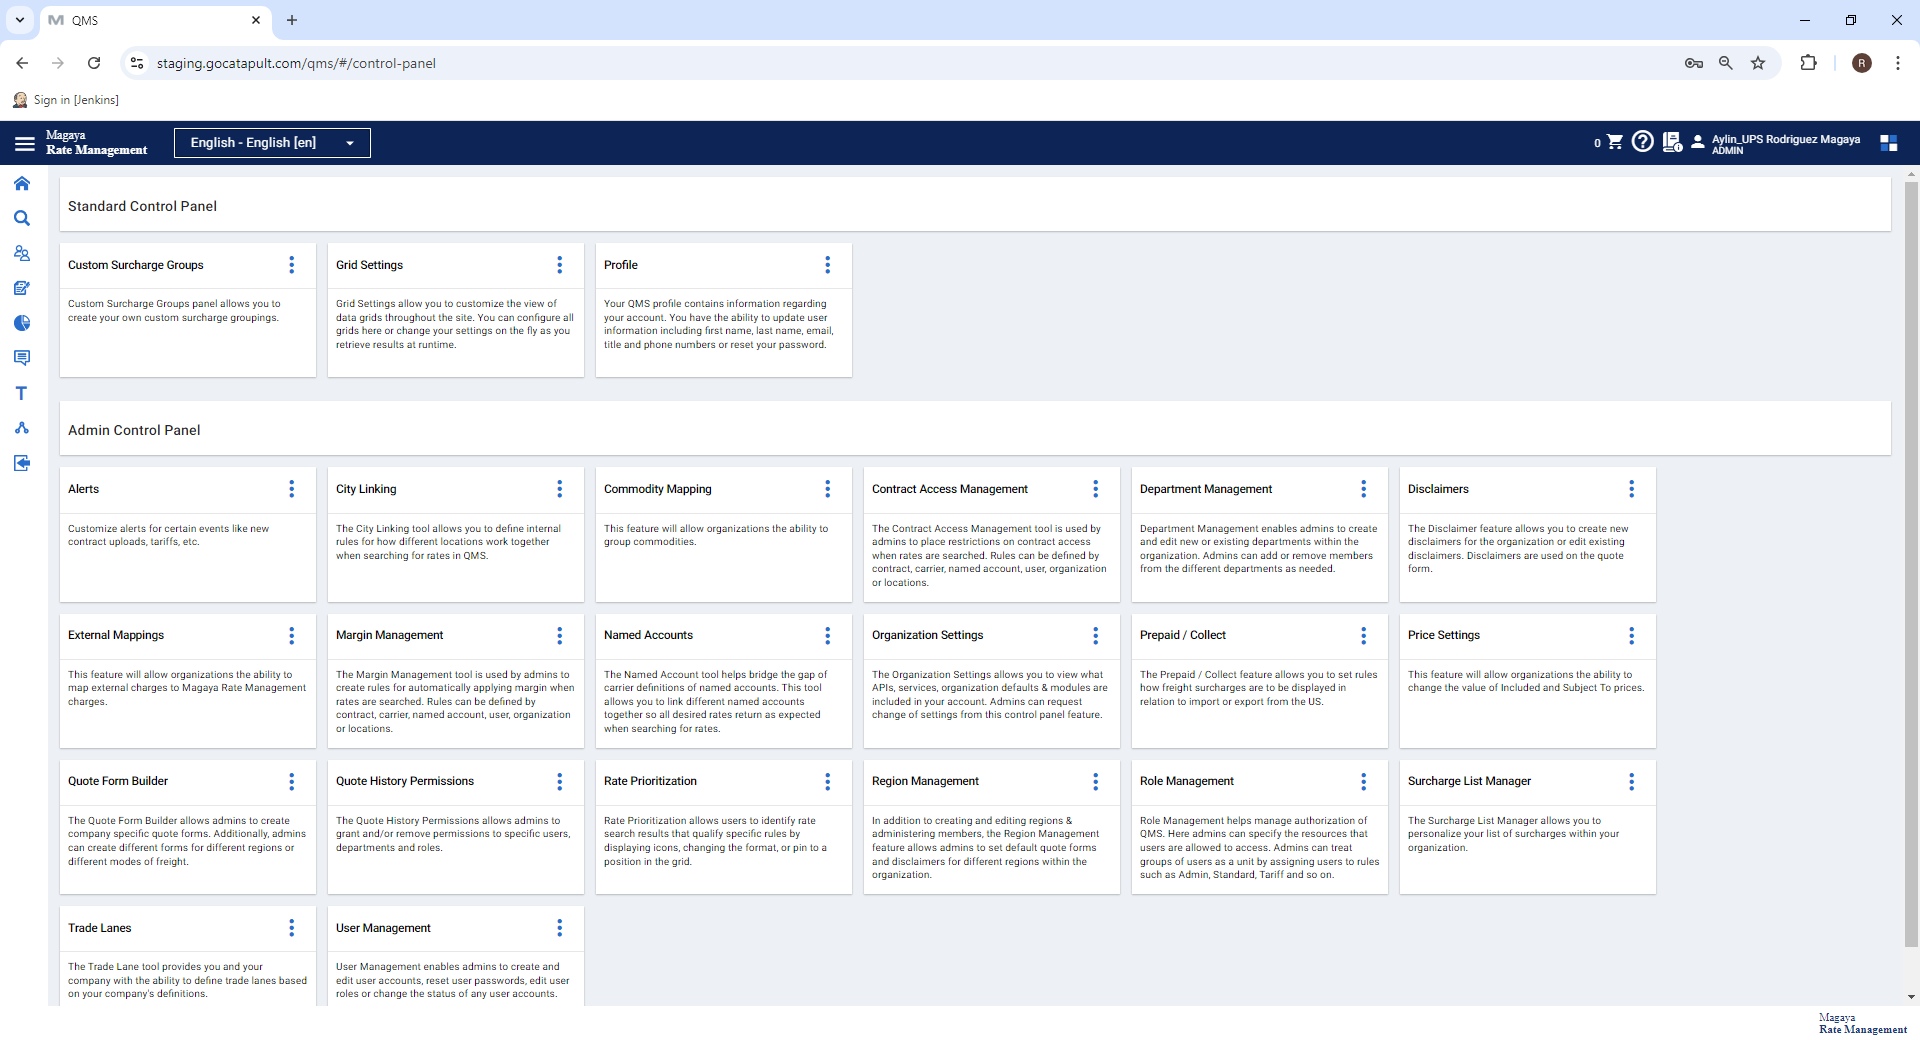 QMS
staging.gocatapult.com/qms/#/control-panel
R
Sign in [Jenkins]
Magaya
Rate Management
English - English [en]
0
Aylin_UPS Rodriguez Magaya
ADMIN
Standard Control Panel
Custom Surcharge Groups
Custom Surcharge Groups panel allows you to
create your own custom surcharge groupings.
Grid Settings
Grid Settings allow you to customize the view of
data grids throughout the site. You can configure all
grids here or change your settings on the fly as you
retrieve results at runtime.
Profile
Your QMS profile contains information regarding
your account. You have the ability to update user
information including first name, last name, email,
title and phone numbers or reset your password.
Admin Control Panel
Alerts
Customize alerts for certain events like new
contract uploads, tariffs, etc.
City Linking
The City Linking tool allows you to define internal
rules for how different locations work together
when searching for rates in QMS.
Commodity Mapping
This feature will allow organizations the ability to
group commodities.
Contract Access Management
The Contract Access Management tool is used by
admins to place restrictions on contract access
when rates are searched. Rules can be defined by
contract, carrier, named account, user, organization
or locations.
Department Management
Department Management enables admins to create
and edit new or existing departments within the
organization. Admins can add or remove members
from the different departments as needed.
Disclaimers
The Disclaimer feature allows you to create new
disclaimers for the organization or edit existing
disclaimers. Disclaimers are used on the quote
form.
External Mappings
This feature will allow organizations the ability to
map external charges to Magaya Rate Management
charges.
Margin Management
The Margin Management tool is used by admins to
create rules for automatically applying margin when
rates are searched. Rules can be defined by
contract, carrier, named account, user, organization
or locations.
Named Accounts
The Named Account tool helps bridge the gap of
carrier definitions of named accounts. This tool
allows you to link different named accounts
together so all desired rates return as expected
when searching for rates.
Organization Settings
The Organization Settings allows you to view what
APIs, services, organization defaults & modules are
included in your account. Admins can request
change of settings from this control panel feature.
Prepaid / Collect
The Prepaid / Collect feature allows you to set rules
how freight surcharges are to be displayed in
relation to import or export from the US.
Price Settings
This feature will allow organizations the ability to
change the value of Included and Subject To prices.
Quote Form Builder
The Quote Form Builder allows admins to create
company specific quote forms. Additionally, admins
can create different forms for different regions or
different modes of freight.
Quote History Permissions
The Quote History Permissions allows admins to
grant and/or remove permissions to specific users,
departments and roles.
Rate Prioritization
Rate Prioritization allows users to identify rate
search results that qualify specific rules by
displaying icons, changing the format, or pin to a
position in the grid.
Region Management
In addition to creating and editing regions &
administering members, the Region Management
feature allows admins to set default quote forms
and disclaimers for different regions within the
organization.
Role Management
Role Management helps manage authorization of
QMS. Here admins can specify the resources that
users are allowed to access. Admins can treat
groups of users as a unit by assigning users to rules
such as Admin, Standard, Tariff and so on.
Surcharge List Manager
The Surcharge List Manager allows you to
personalize your list of surcharges within your
organization.
Trade Lanes
The Trade Lane tool provides you and your
company with the ability to define trade lanes based
on your company's definitions.
User Management
User Management enables admins to create and
edit user accounts, reset user passwords, edit user
roles or change the status of any user accounts.
Magaya
Rate Management